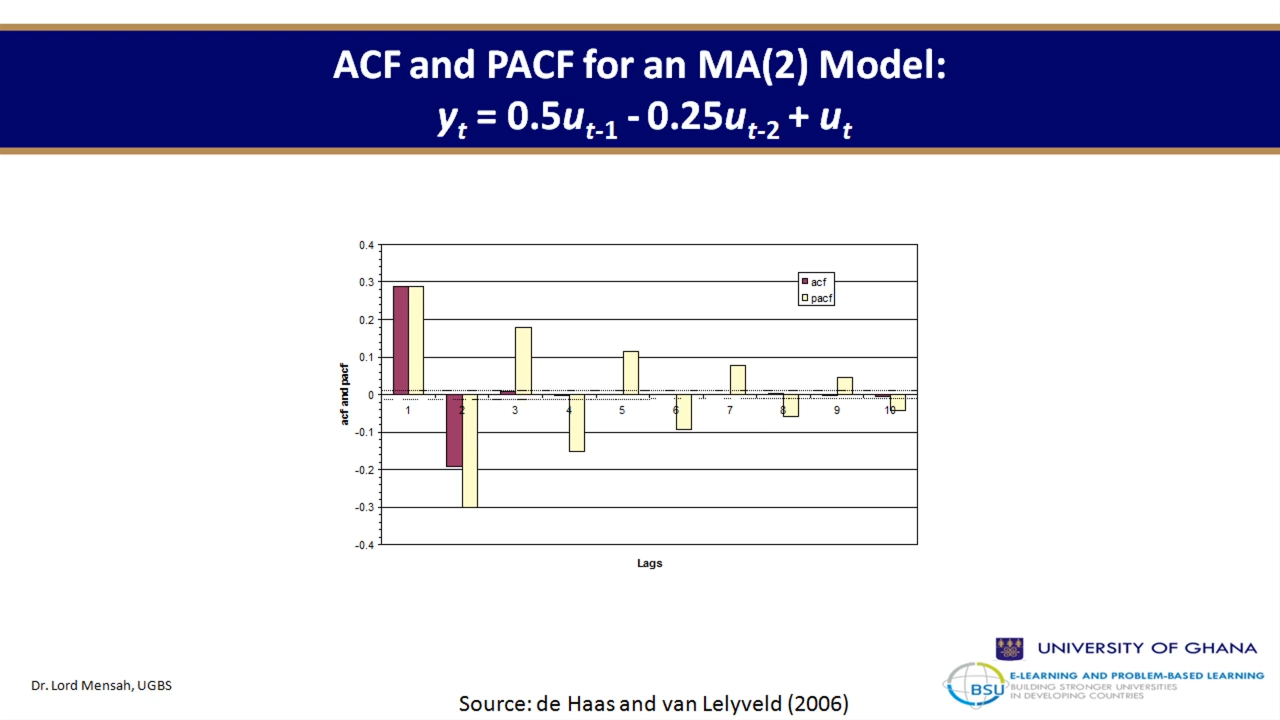 ACF and PACF for an MA(2) Model:
yt = 0.5ut-1 - 0.25ut-2 + ut
0.4
0.3
0.2
0.1
0
-0.1
-0.2
-0.3
-0.4
acf and pacf
acf
pacf
1 2 3 4 5 6 7 8 9 10
Lags
UNIVERSITY OF GHANA
Dr. Lord Mensah, UGBS
BSU
E-LEARNING AND PROBLEM-BASED LEARNING
BUILDING STRONGER UNIVERSITIES
IN DEVELOPING COUNTRIES
Source: de Haas and van Lelyveld (2006)